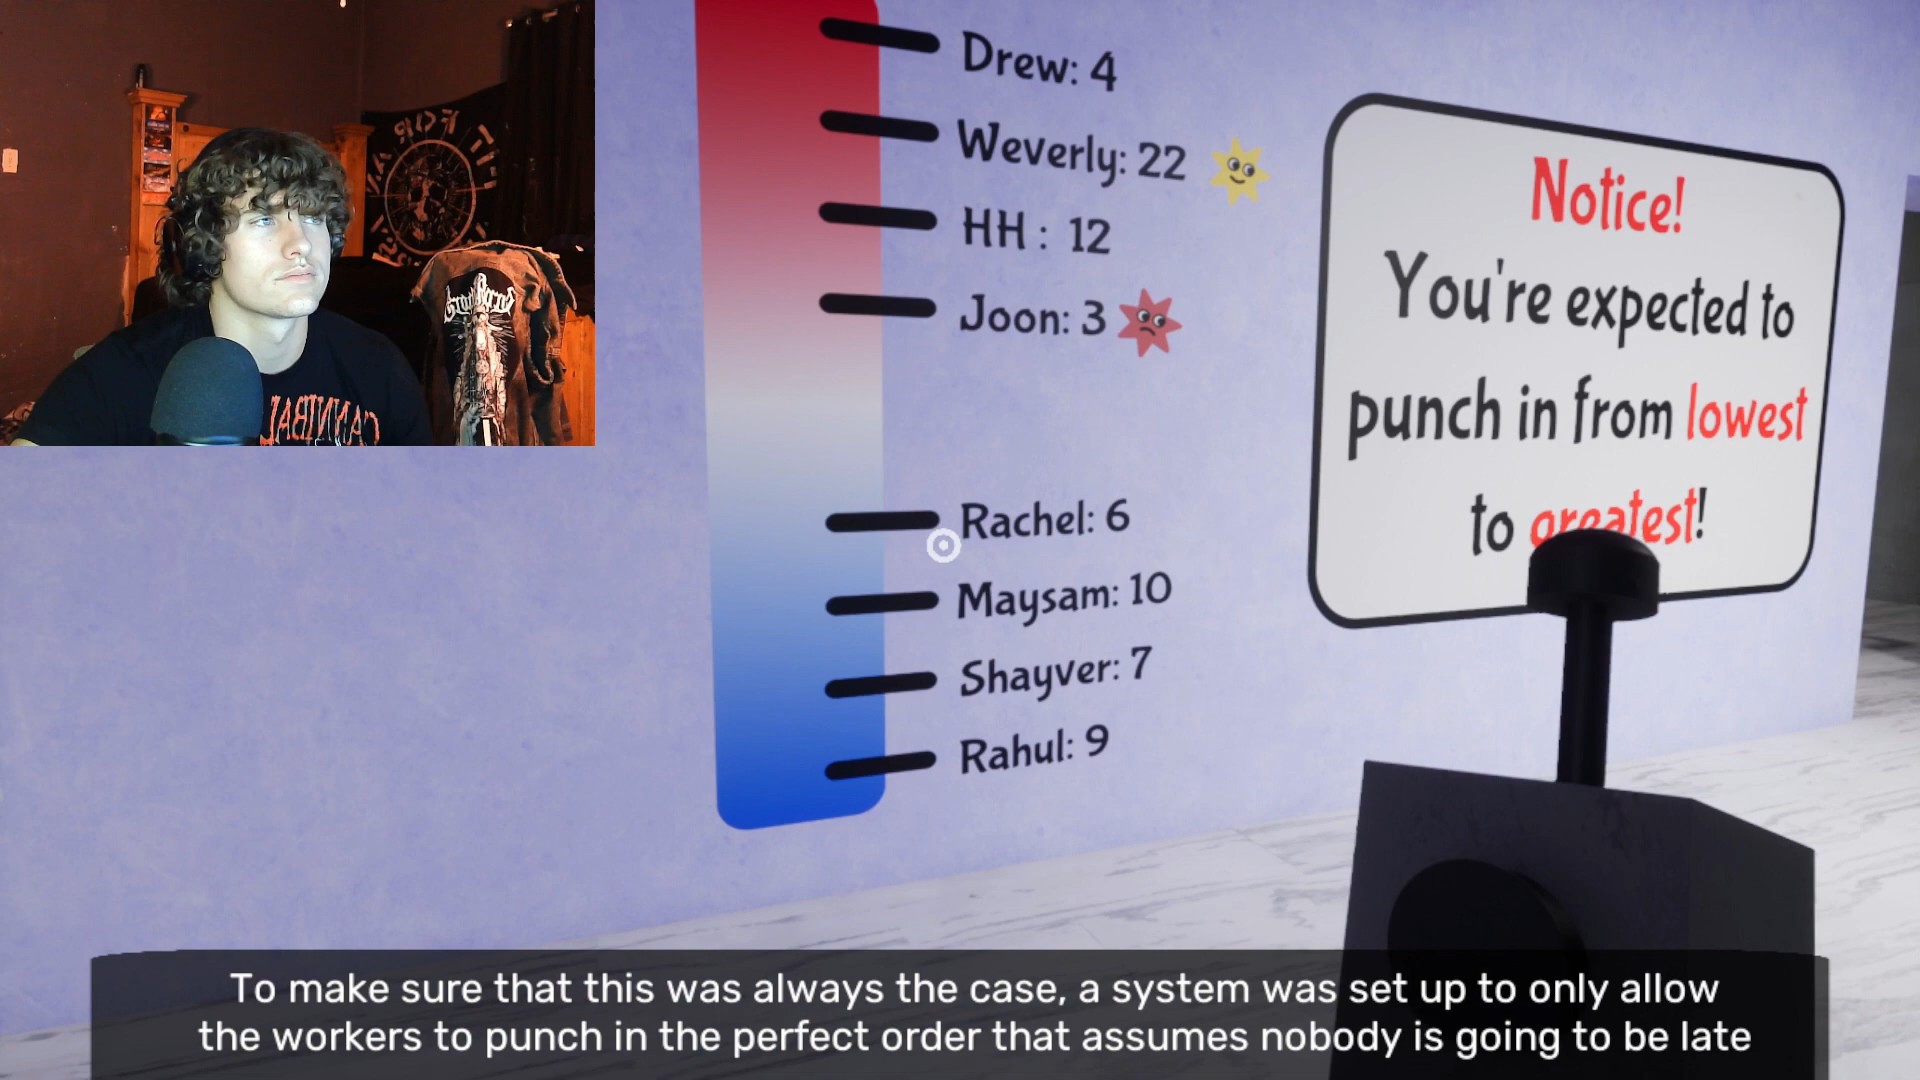 Drew: 4
Weverly: 22
HH : 12
Joon: 3
Rachel: 6
Maysam: 10
Shayver: 7
Rahul: 9
Notice!
You're expected to
punch in from lowest
to greatest!
To make sure that this was always the case, a system was set up to only allow
the workers to punch in the perfect order that assumes nobody is going to be late